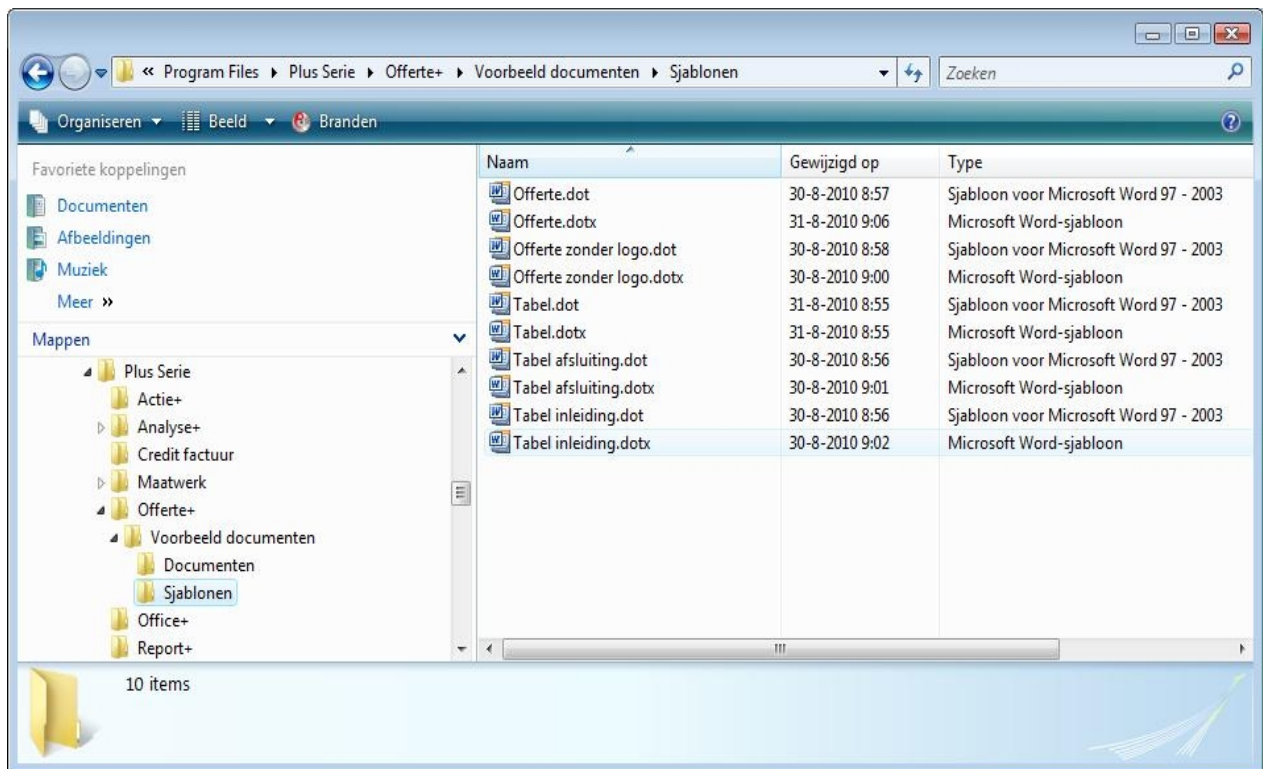 « Program Files Plus Serie Offerte+ Voorbeeld documenten Sjablonen Zoeken
Organiseren Beeld Branden
Favoriete koppelingen
Documenten
Afbeeldingen
Muziek
Meer »
Mappen
Plus Serie
Actie+
Analyse+
Credit factuur
Maatwerk
Offerte+
Voorbeeld documenten
Documenten
Sjablonen
Office+
Report+
Naam Gewijzigd op Type
Offerte.dot 30-8-2010 8:57 Sjabloon voor Microsoft Word 97 - 2003
Offerte.dotx 31-8-2010 9:06 Microsoft Word-sjabloon
Offerte zonder logo.dot 30-8-2010 8:58 Sjabloon voor Microsoft Word 97 - 2003
Offerte zonder logo.dotx 30-8-2010 9:00 Microsoft Word-sjabloon
Tabel.dot 31-8-2010 8:55 Sjabloon voor Microsoft Word 97 - 2003
Tabel.dotx 31-8-2010 8:55 Microsoft Word-sjabloon
Tabel afsluiting.dot 30-8-2010 8:56 Sjabloon voor Microsoft Word 97 - 2003
Tabel afsluiting.dotx 30-8-2010 9:01 Microsoft Word-sjabloon
Tabel inleiding.dot 30-8-2010 8:56 Sjabloon voor Microsoft Word 97 - 2003
Tabel inleiding.dotx 30-8-2010 9:02 Microsoft Word-sjabloon
10 items